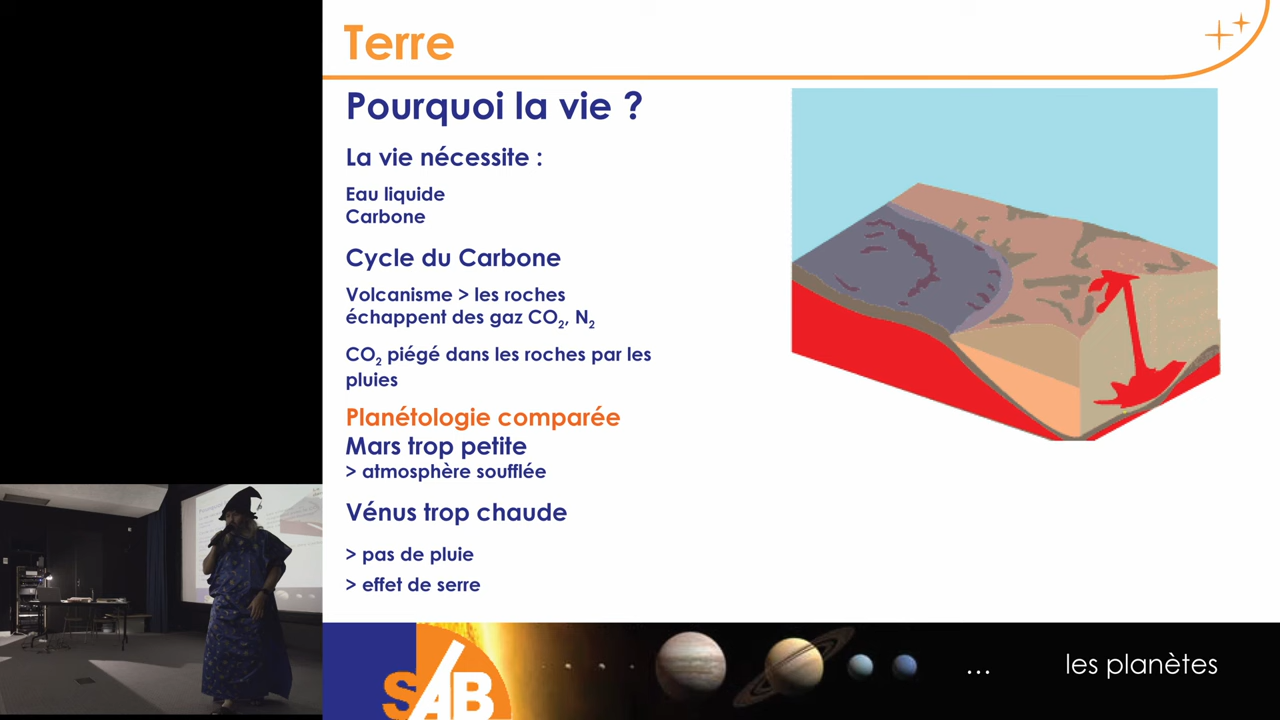 Terre
Pourquoi la vie ?
La vie nécessite :
Eau liquide
Carbone
Cycle du Carbone
Volcanisme > les roches
échappent des gaz CO₂, N₂
CO₂ piégé dans les roches par les
pluies
Planétologie comparée
Mars trop petite
> atmosphère soufflée
Vénus trop chaude
> pas de pluie
> effet de serre
SAB
... les planètes